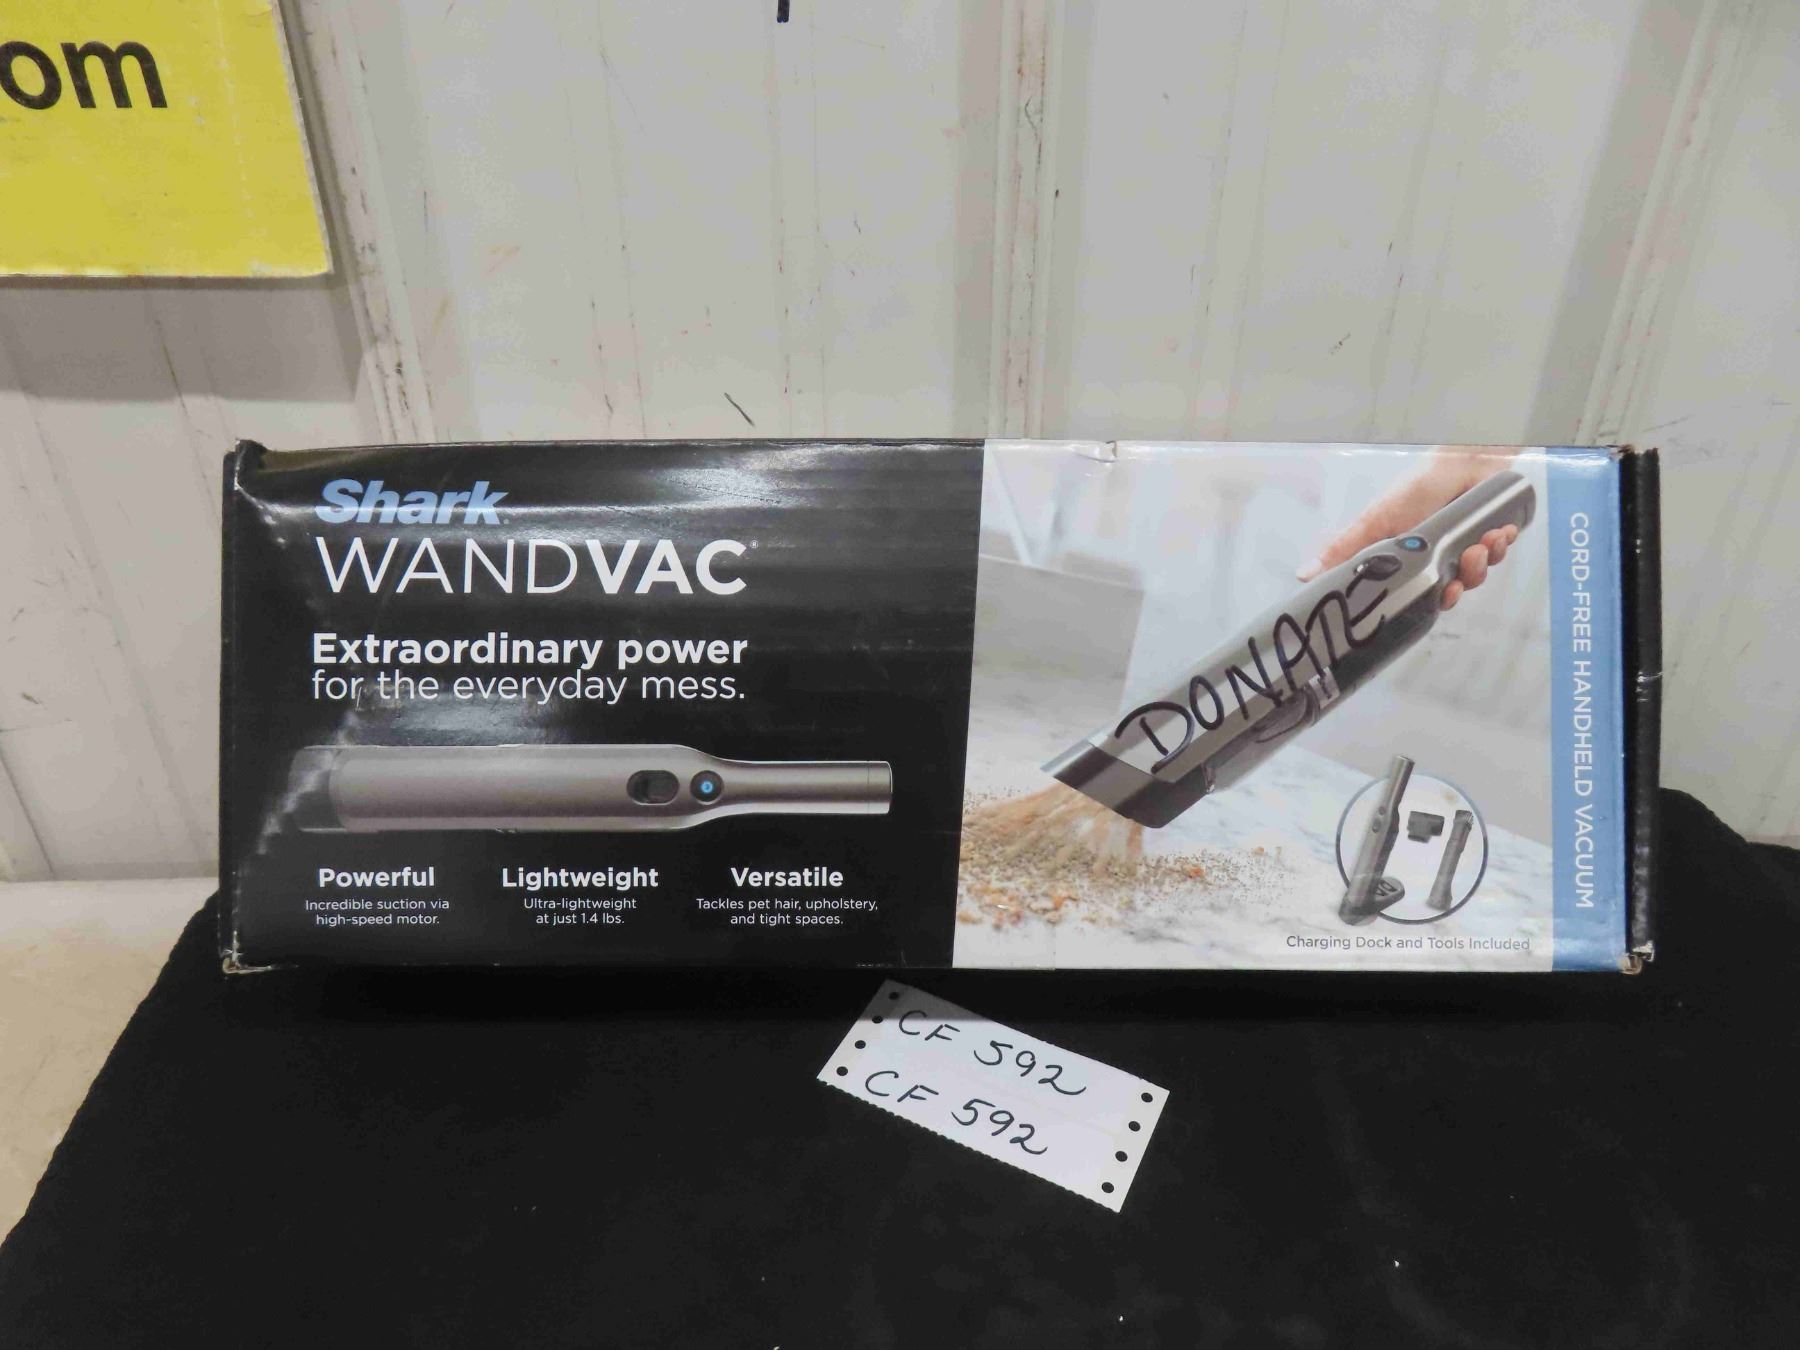 om
Shark
WANDVAC®
Extraordinary power
for the everyday mess.
Powerful
Incredible suction via
high-speed motor.
Lightweight
Ultra-lightweight
at just 1.4 lbs.
Versatile
Tackles pet hair, upholstery,
and tight spaces.
DONATE
Charging Dock and Tools Included
CORD-FREE HANDHELD VACUUM
CF 592
CF 592